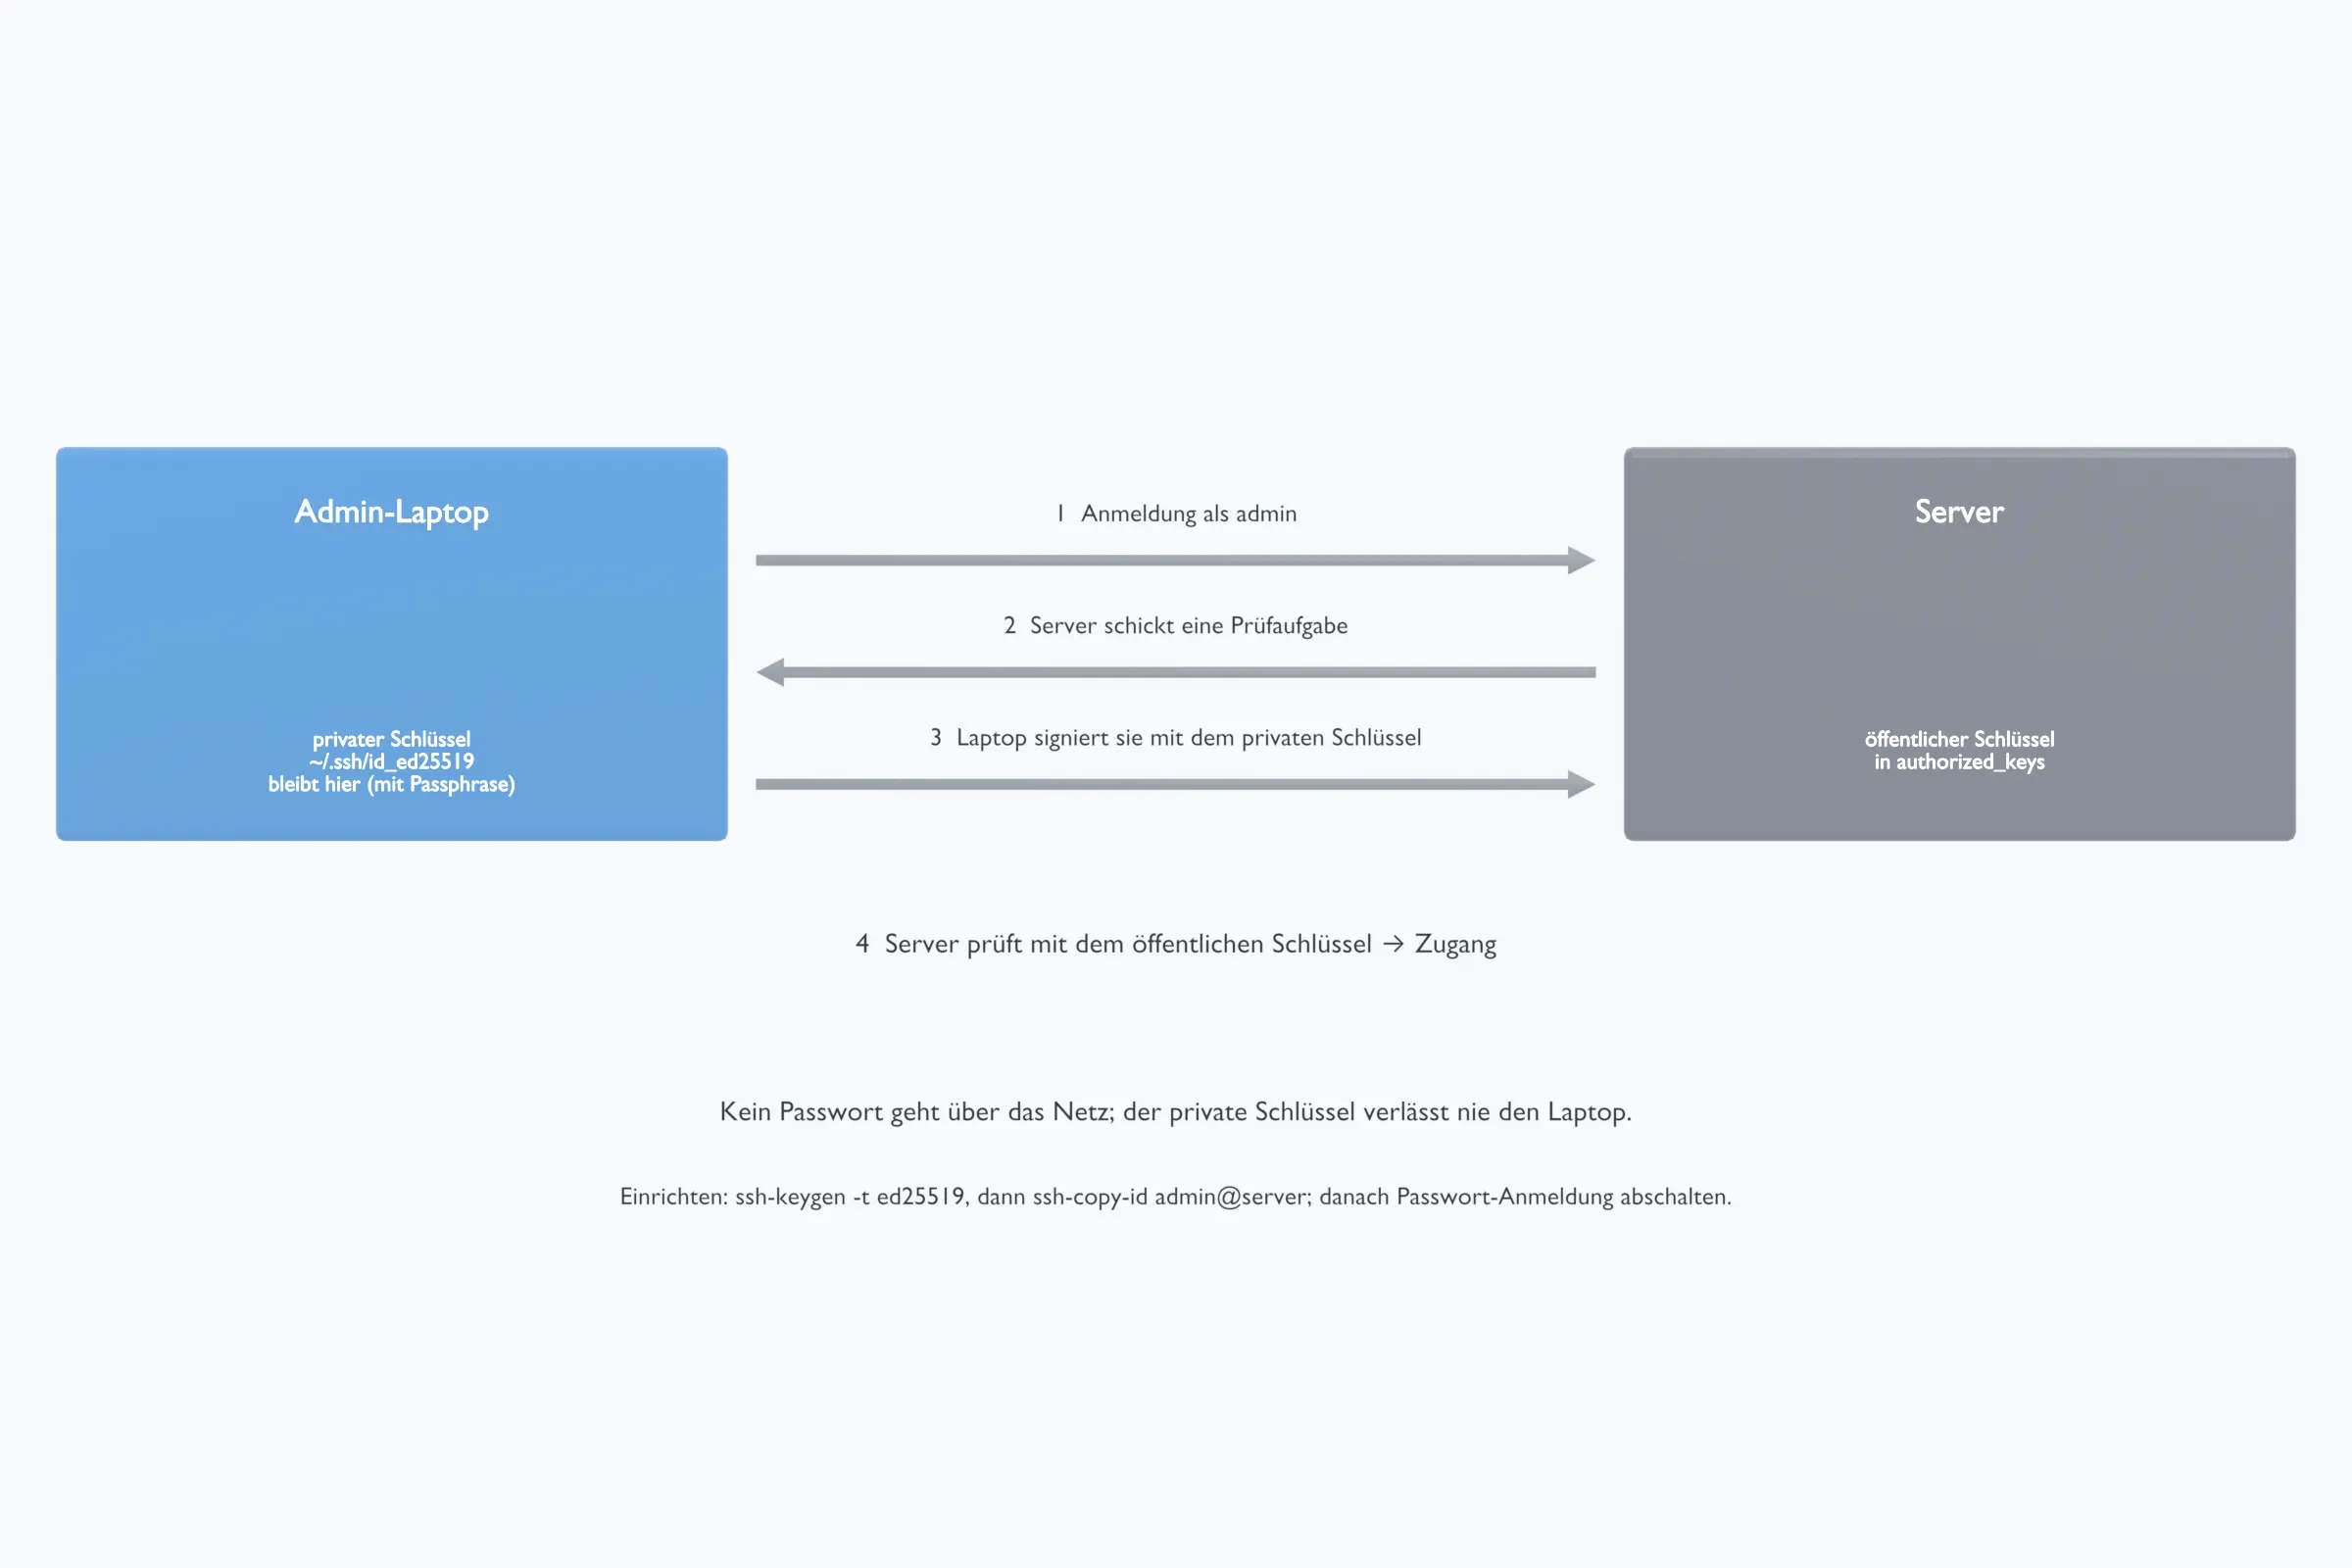 Admin-Laptop
privater Schlüssel
~/.ssh/id_ed25519
bleibt hier (mit Passphrase)
1 Anmeldung als admin
2 Server schickt eine Prüfaufgabe
3 Laptop signiert sie mit dem privaten Schlüssel
Server
öffentlicher Schlüssel
in authorized_keys
4 Server prüft mit dem öffentlichen Schlüssel → Zugang
Kein Passwort geht über das Netz; der private Schlüssel verlässt nie den Laptop.
Einrichten: ssh-keygen -t ed25519, dann ssh-copy-id admin@server; danach Passwort-Anmeldung abschalten.